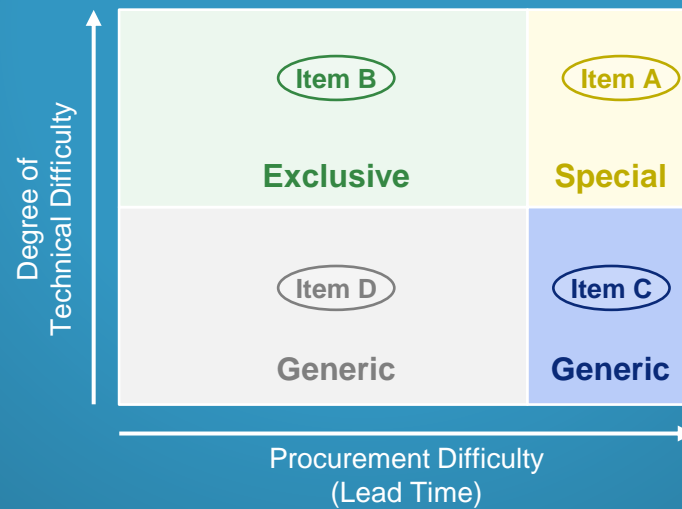 Degree of
Technical Difficulty
Item B
Item A
Exclusive
Special
Item D
Item C
Generic
Generic
Procurement Difficulty
(Lead Time)